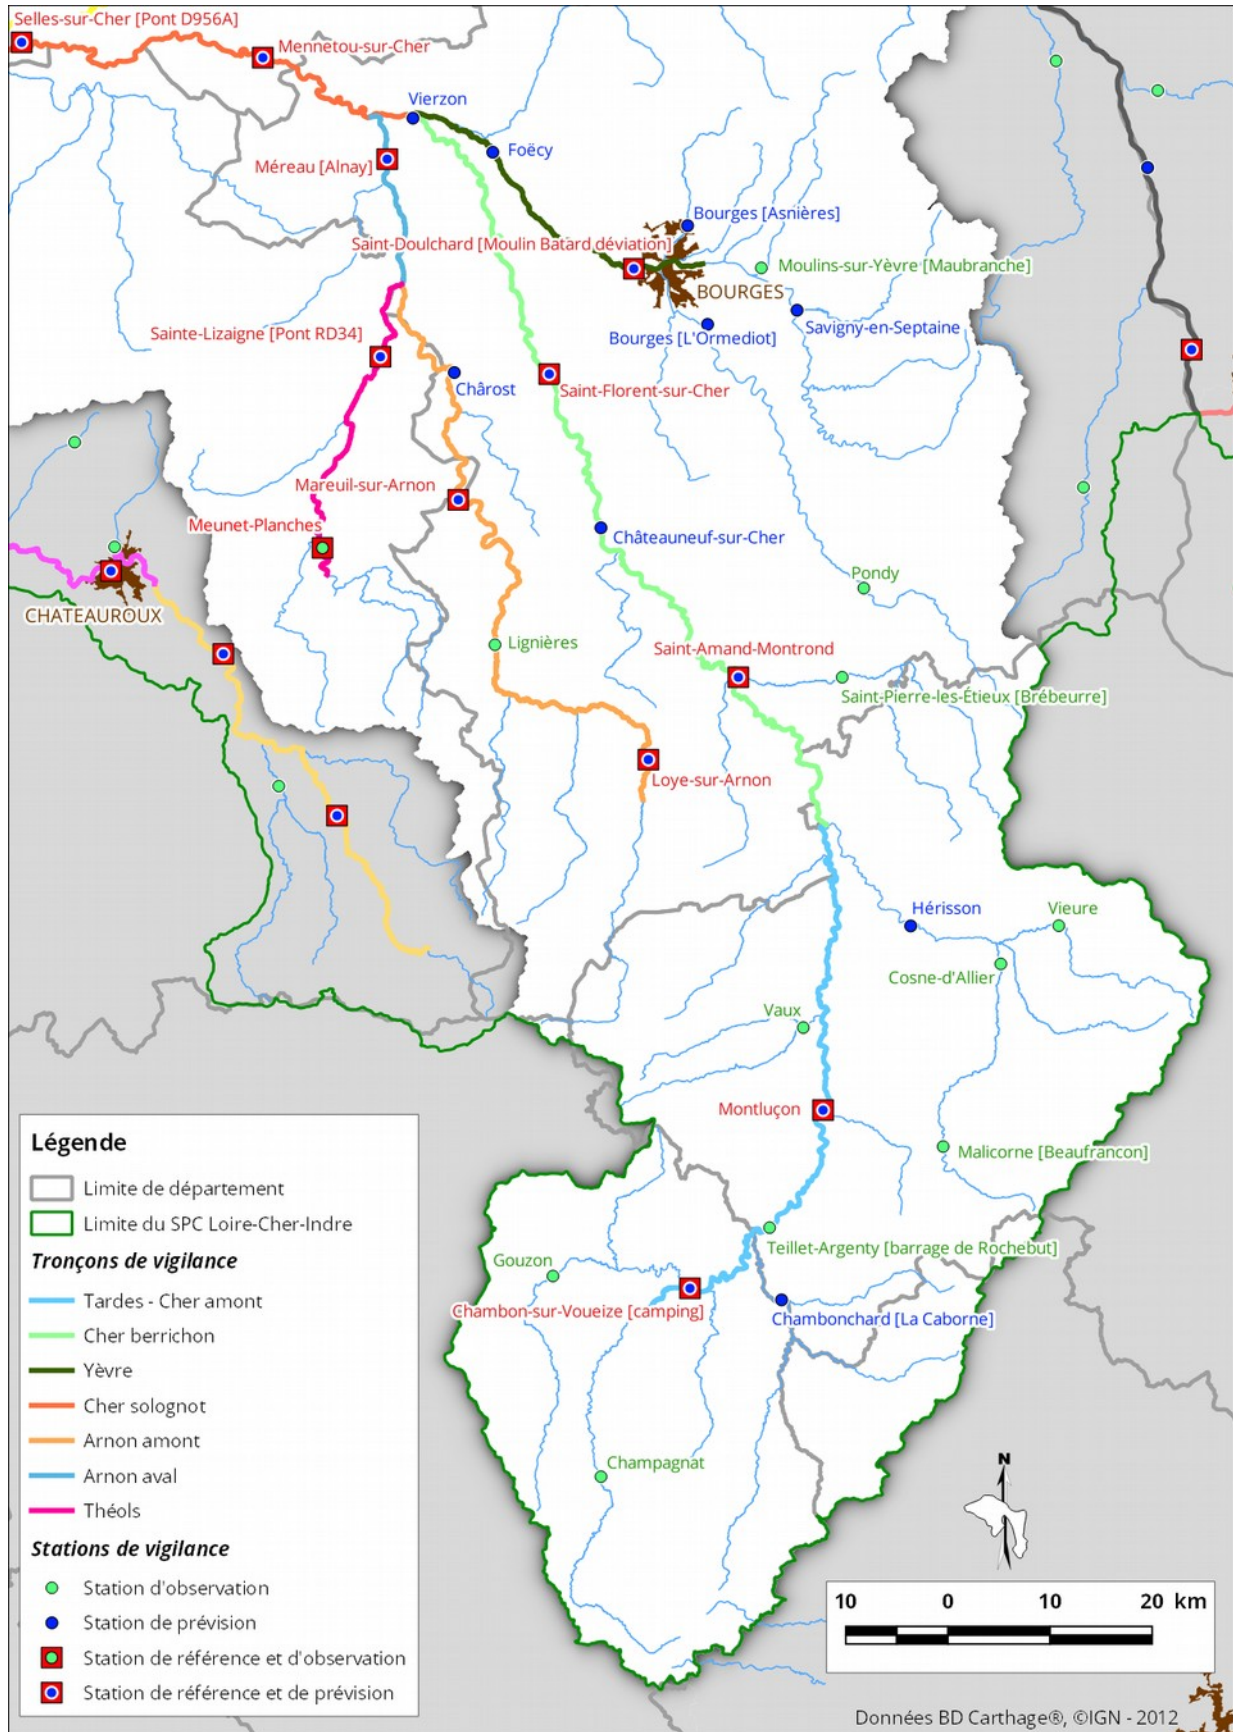 Selles-sur-Cher [Pont D956A]
Mennetou-sur-Cher
Vierzon
Foëcy
Méreau [Alnay]
Bourges [Asnières]
Saint-Doulchard [Moulin Batard déviation]
Moulins-sur-Yèvre [Maubranche]
BOURGES
Savigny-en-Septaine
Bourges [L'Ormediot]
Sainte-Lizaigne [Pont RD34]
Chârost
Saint-Florent-sur-Cher
Mareuil-sur-Arnon
Meunet-Planches
Châteauneuf-sur-Cher
Pondy
CHATEAUROUX
Lignières
Saint-Amand-Montrond
Saint-Pierre-les-Étieux [Brébeurre]
Loye-sur-Arnon
Hérisson
Vieure
Cosne-d'Allier
Vaux
Montluçon
Malicorne [Beaufrancon]
Teillet-Argenty [barrage de Rochebut]
Gouzon
Chambon-sur-Voueize [camping]
Chambonchard [La Caborne]
Champagnat
Légende
Limite de département
Limite du SPC Loire-Cher-Indre
Tronçons de vigilance
Tardes - Cher amont
Cher berrichon
Yèvre
Cher solognot
Arnon amont
Arnon aval
Théols
Stations de vigilance
Station d'observation
Station de prévision
Station de référence et d'observation
Station de référence et de prévision
N
10 0 10 20 km
Données BD Carthage®, ©IGN - 2012